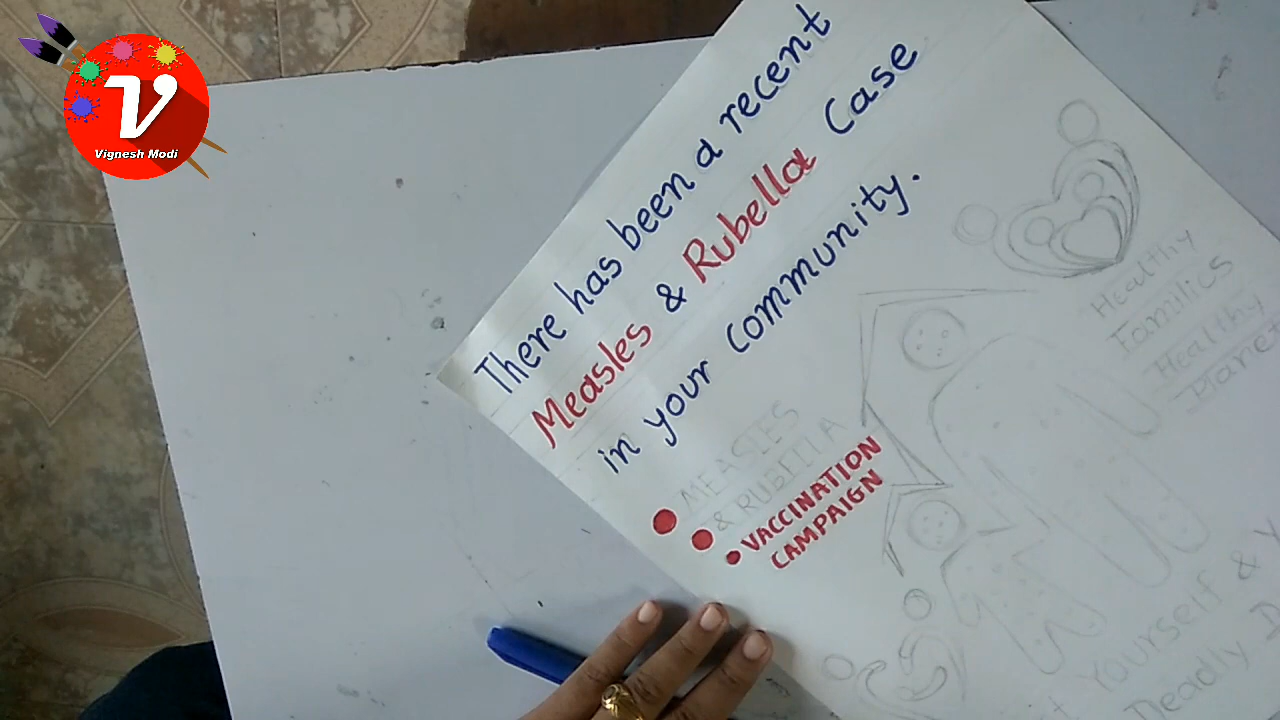 V
Vignesh Modi
There has been a recent
Measles & Rubella Case
in your Community.
MEASLES
& RUBELLA
VACCINATION
CAMPAIGN
Healthy
Families
Healthy
Planet
Yourself & Y
Deadly D